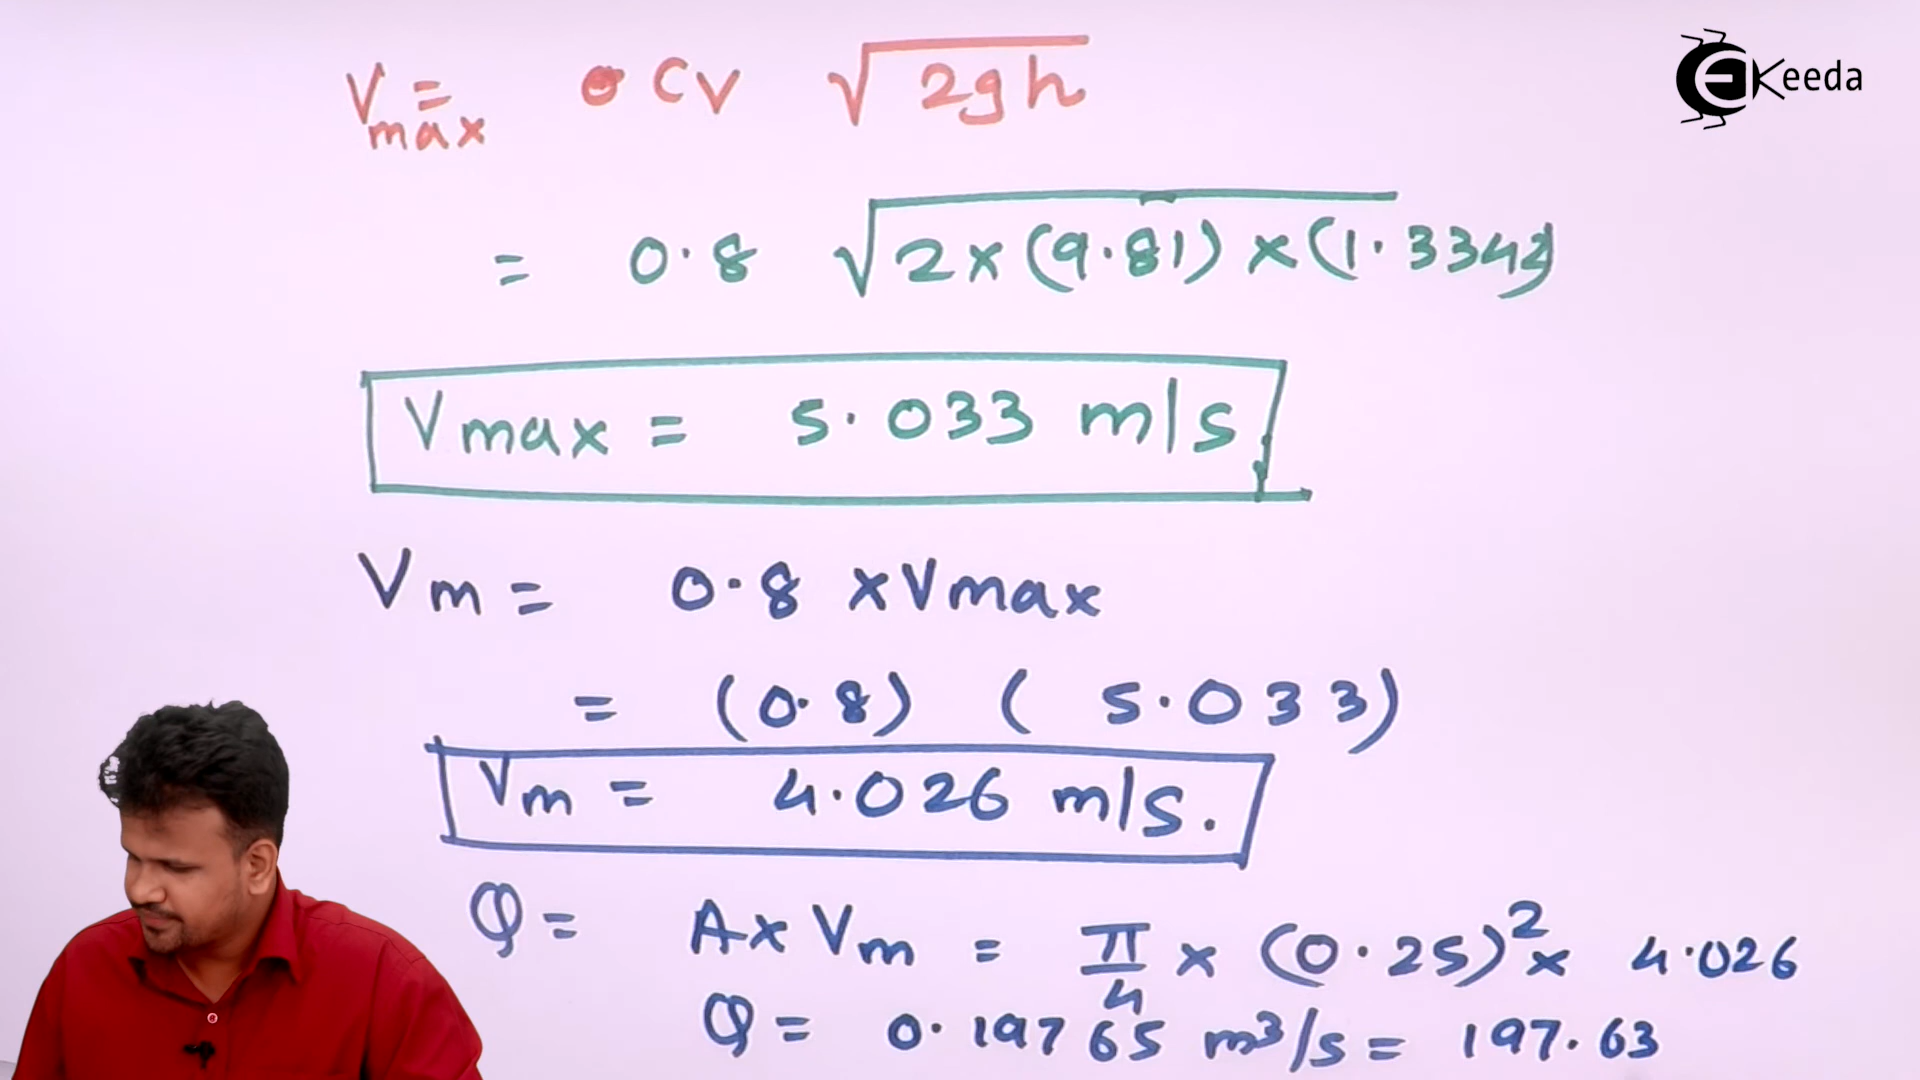 Keeda
Vmax = Cv √2gh
= 0.8 √2x(9.81)x(1.3342)
Vmax = 5.033 m/s.
Vm = 0.8 x Vmax
= (0.8) ( 5.033)
Vm = 4.026 m/s.
Q = A x Vm = π/4 x (0.25)² x 4.026
Q = 0.19765 m³/s = 197.63